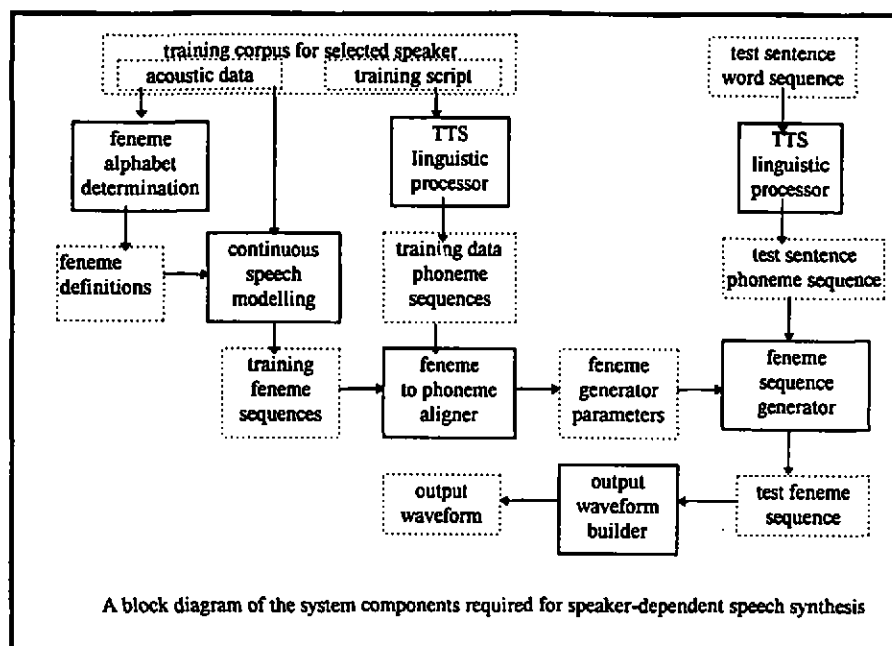 training corpus for selected speaker
acoustic data
training script
test sentence
word sequence
feneme
alphabet
determination
TTS
linguistic
processor
TTS
linguistic
processor
feneme
definitions
continuous
speech
modelling
training data
phoneme
sequences
test sentence
phoneme sequence
training
feneme
sequences
feneme
to phoneme
aligner
feneme
generator
parameters
feneme
sequence
generator
output
waveform
output
waveform
builder
test feneme
sequence
A block diagram of the system components required for speaker-dependent speech synthesis